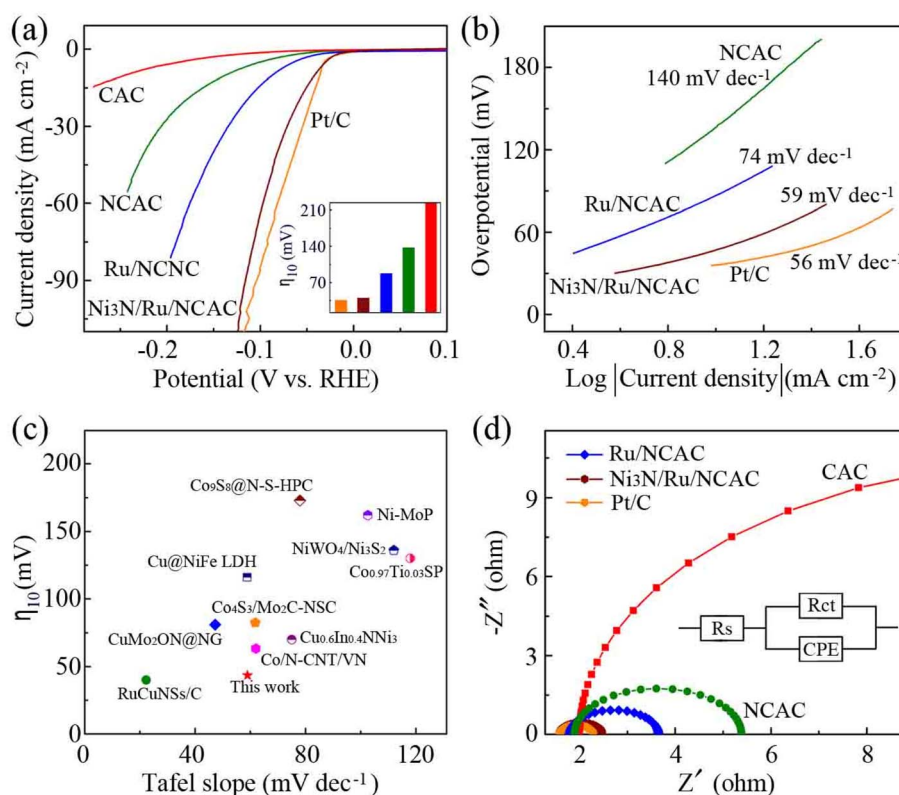 (a)
Current density (mA cm⁻²)
0
-30
-60
-90
CAC
NCAC
Ru/NCNC
Ni₃N/Ru/NCAC
Pt/C
η₁₀ (mV)
210
140
70
-0.2
-0.1
0.0
0.1
Potential (V vs. RHE)
(b)
Overpotential (mV)
180
120
60
0
NCAC
140 mV dec⁻¹
74 mV dec⁻¹
Ru/NCAC
59 mV dec⁻¹
Ni₃N/Ru/NCAC
Pt/C
56 mV dec⁻¹
0.4
0.8
1.2
1.6
Log |Current density| (mA cm⁻²)
(c)
η₁₀ (mV)
200
150
100
50
0
Co₉S₈@N-S-HPC
Ni-MoP
NiWO₄/Ni₃S₂
Co₀.₉₇Ti₀.₀₃SP
Cu@NiFe LDH
Co₄S₃/Mo₂C-NSC
CuMo₂ON@NG
Cu₀.₆In₀.₄NNi₃
Co/N-CNT/VN
RuCuNSs/C
This work
0
40
80
120
Tafel slope (mV dec⁻¹)
(d)
-Z″ (ohm)
9
6
3
0
Ru/NCAC
Ni₃N/Ru/NCAC
Pt/C
CAC
Rs
Rct
CPE
NCAC
2
4
6
8
Z′ (ohm)